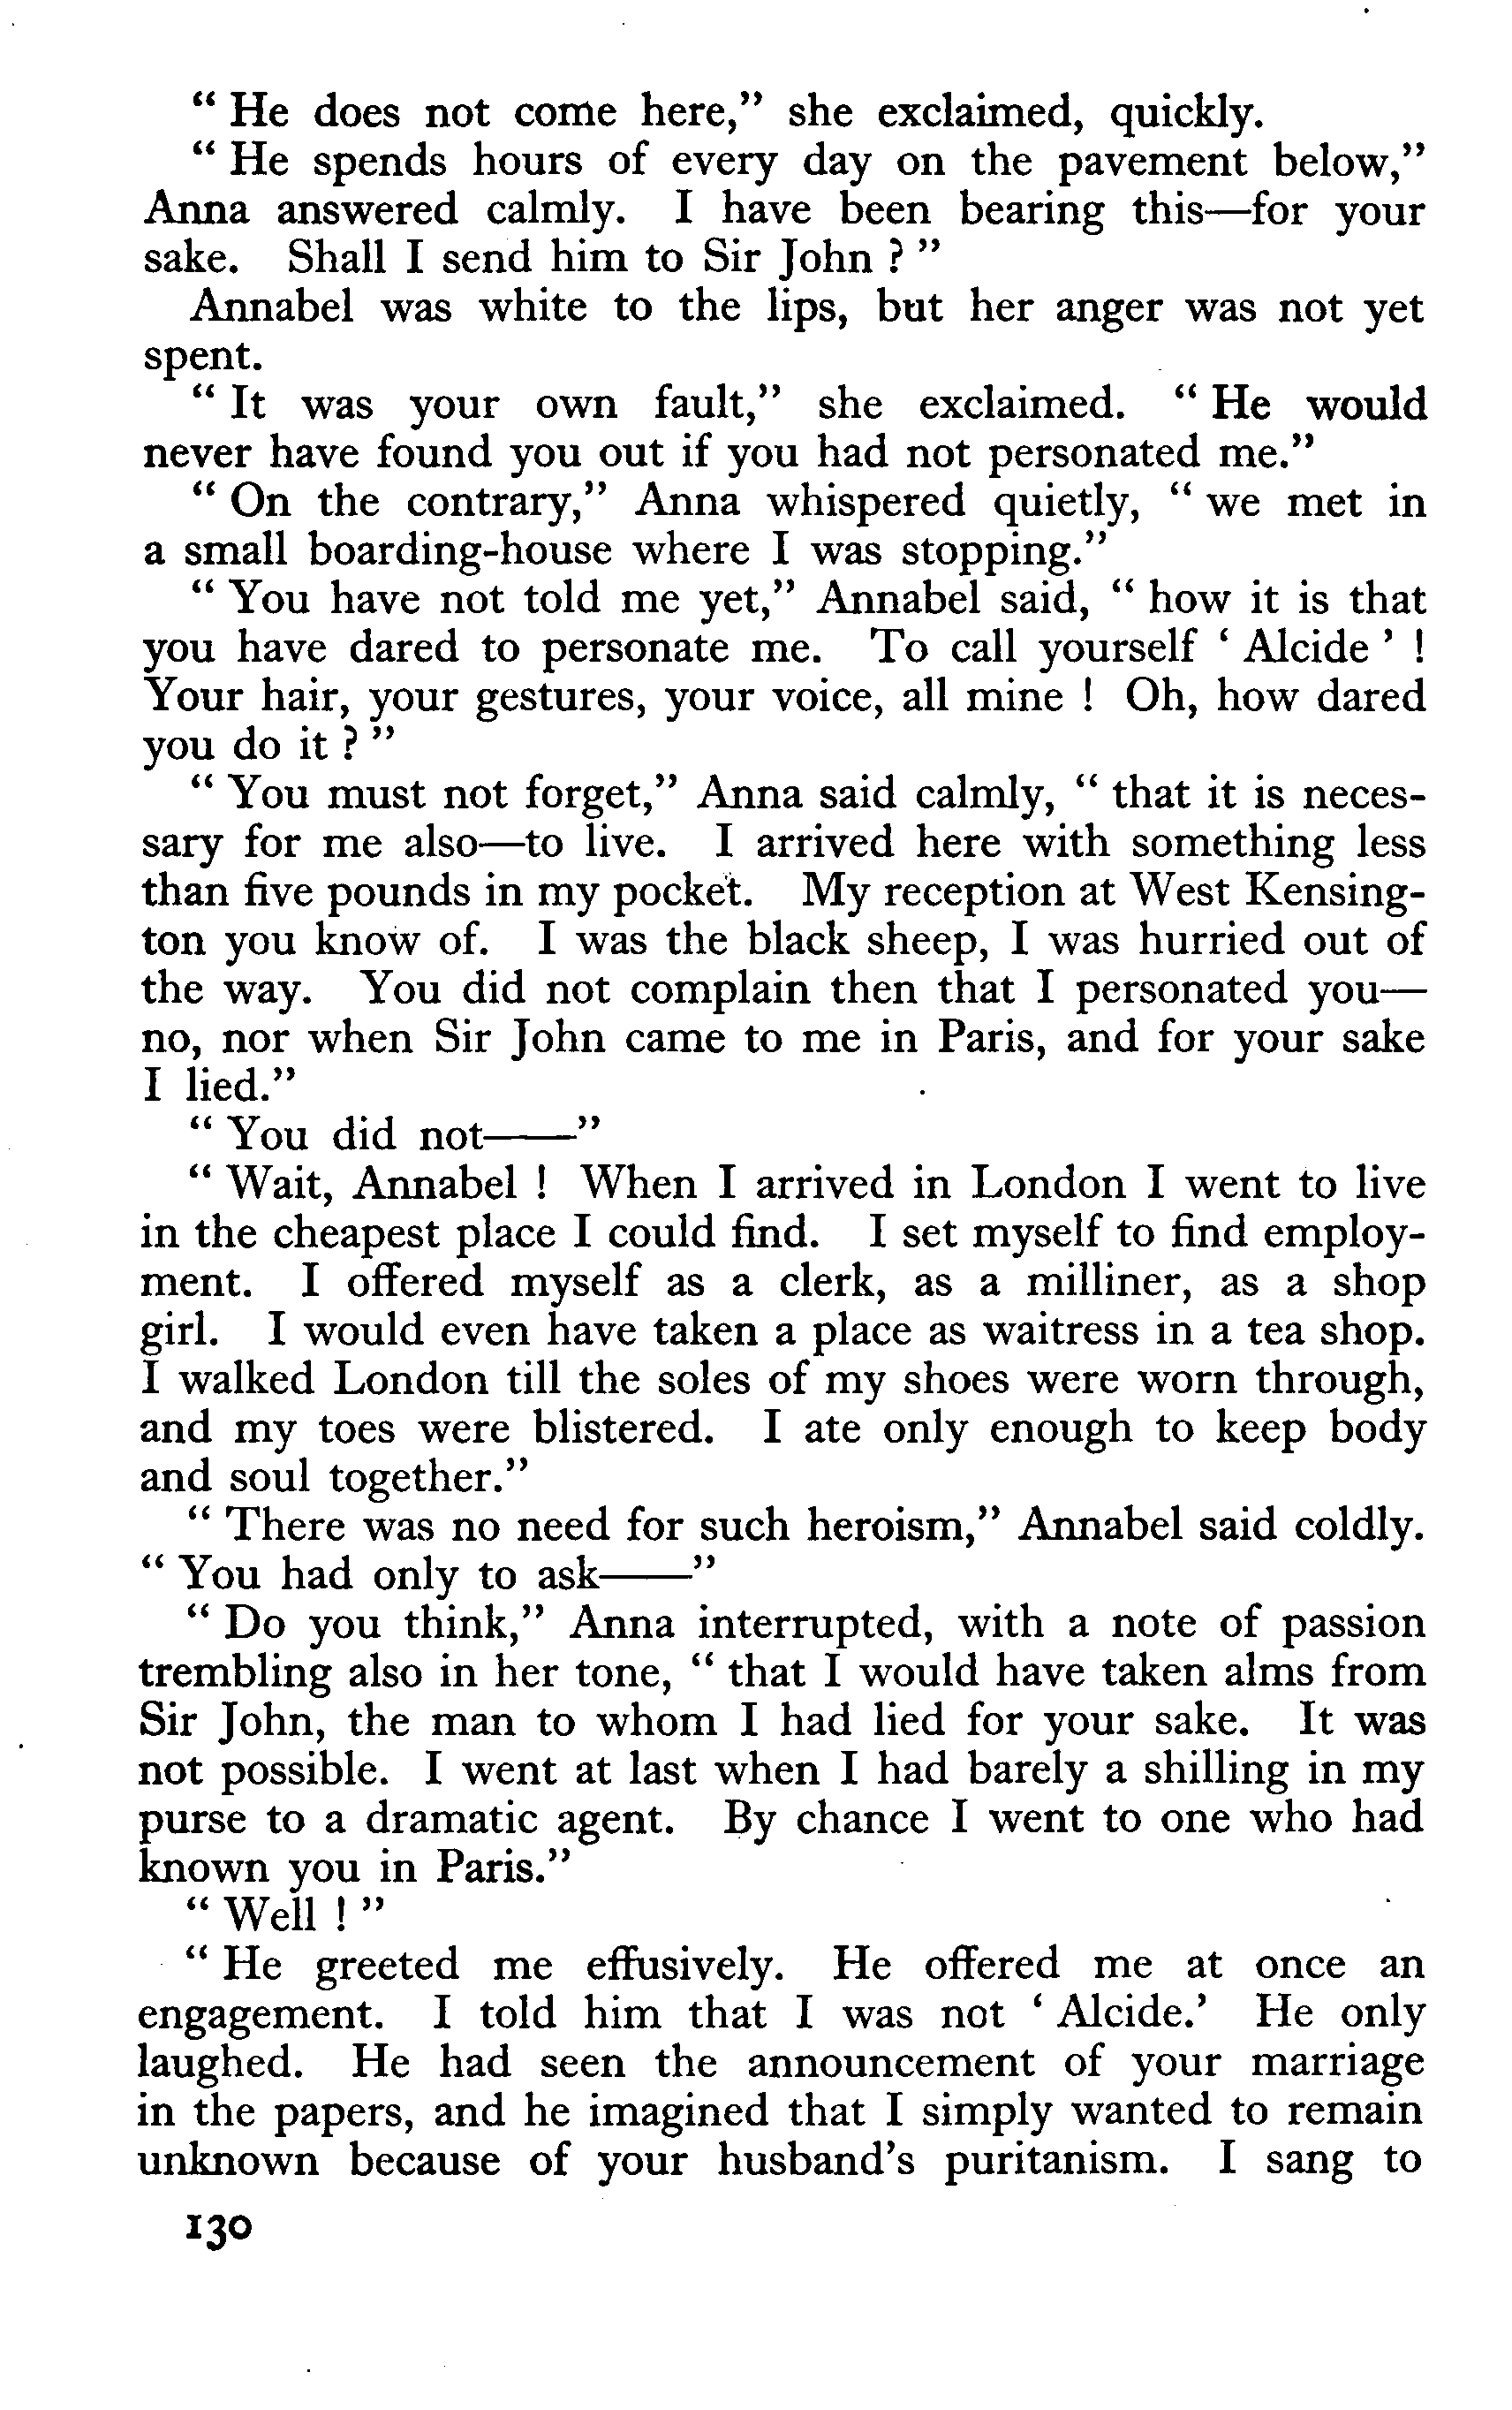 “ He does not come here,” she exclaimed, quickly.
“ He spends hours of every day on the pavement below,”
Anna answered calmly. I have been bearing this—for your
sake. Shall I send him to Sir John ? ”
Annabel was white to the lips, but her anger was not yet
spent.
“ It was your own fault,” she exclaimed. “ He would
never have found you out if you had not personated me.”
“ On the contrary,” Anna whispered quietly, “ we met in
a small boarding-house where I was stopping.”
“ You have not told me yet,” Annabel said, “ how it is that
you have dared to personate me. To call yourself ‘ Alcide ’ !
Your hair, your gestures, your voice, all mine ! Oh, how dared
you do it ? ”
“ You must not forget,” Anna said calmly, “ that it is neces-
sary for me also—to live. I arrived here with something less
than five pounds in my pocket. My reception at West Kensing-
ton you know of. I was the black sheep, I was hurried out of
the way. You did not complain then that I personated you—
no, nor when Sir John came to me in Paris, and for your sake
I lied.”
“ You did not——”
“ Wait, Annabel ! When I arrived in London I went to live
in the cheapest place I could find. I set myself to find employ-
ment. I offered myself as a clerk, as a milliner, as a shop
girl. I would even have taken a place as waitress in a tea shop.
I walked London till the soles of my shoes were worn through,
and my toes were blistered. I ate only enough to keep body
and soul together.”
“ There was no need for such heroism,” Annabel said coldly.
“ You had only to ask——”
“ Do you think,” Anna interrupted, with a note of passion
trembling also in her tone, “ that I would have taken alms from
Sir John, the man to whom I had lied for your sake. It was
not possible. I went at last when I had barely a shilling in my
purse to a dramatic agent. By chance I went to one who had
known you in Paris.”
“ Well ! ”
“ He greeted me effusively. He offered me at once an
engagement. I told him that I was not ‘ Alcide.’ He only
laughed. He had seen the announcement of your marriage
in the papers, and he imagined that I simply wanted to remain
unknown because of your husband’s puritanism. I sang to
130